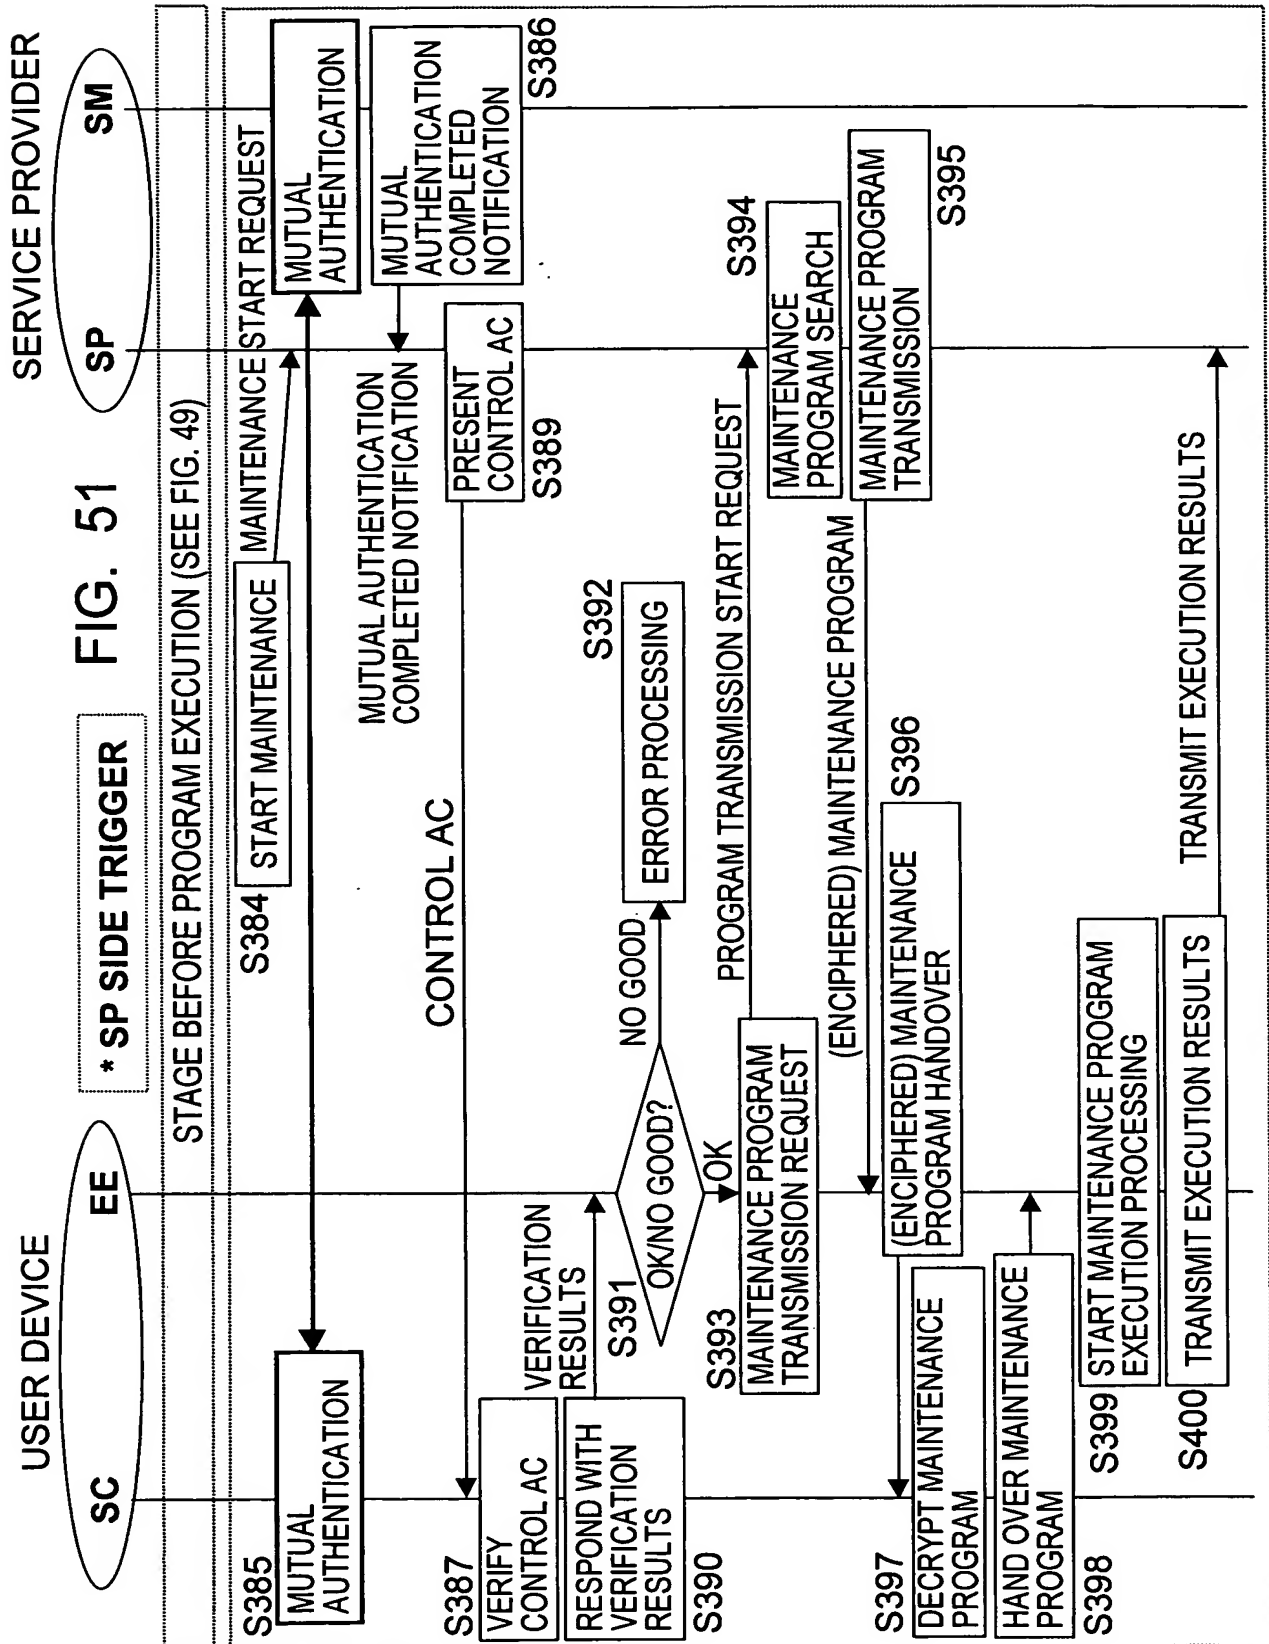 FIG. 51
* SP SIDE TRIGGER
USER DEVICE
SC
EE
SERVICE PROVIDER
SP
SM
STAGE BEFORE PROGRAM EXECUTION (SEE FIG. 49)
S384
START MAINTENANCE
MAINTENANCE START REQUEST
S385
MUTUAL
AUTHENTICATION
MUTUAL
AUTHENTICATION
MUTUAL
AUTHENTICATION
COMPLETED
NOTIFICATION
S386
MUTUAL AUTHENTICATION
COMPLETED NOTIFICATION
PRESENT
CONTROL AC
S389
CONTROL AC
S387
VERIFY
CONTROL AC
RESPOND WITH
VERIFICATION
RESULTS
S390
VERIFICATION
RESULTS
S391
OK/NO GOOD?
NO GOOD
S392
ERROR PROCESSING
OK
S393
MAINTENANCE PROGRAM
TRANSMISSION REQUEST
PROGRAM TRANSMISSION START REQUEST
S394
MAINTENANCE
PROGRAM SEARCH
MAINTENANCE PROGRAM
TRANSMISSION
S395
(ENCIPHERED) MAINTENANCE PROGRAM
(ENCIPHERED) MAINTENANCE
PROGRAM HANDOVER
S396
S397
DECRYPT MAINTENANCE
PROGRAM
HAND OVER MAINTENANCE
PROGRAM
S398
S399
START MAINTENANCE PROGRAM
EXECUTION PROCESSING
S400
TRANSMIT EXECUTION RESULTS
TRANSMIT EXECUTION RESULTS